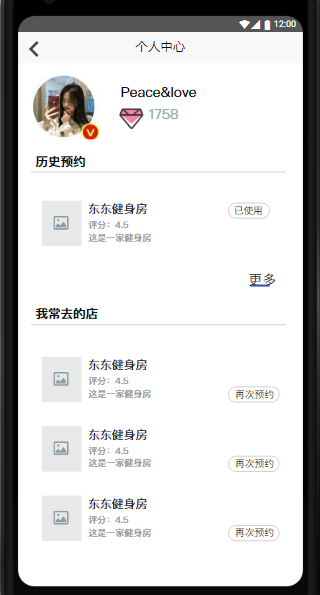 12:00
个人中心
Peace&love
1758
V
历史预约
东东健身房
已使用
评分：4.5
这是一家健身房
更多
我常去的店
东东健身房
评分：4.5
这是一家健身房
再次预约
东东健身房
评分：4.5
这是一家健身房
再次预约
东东健身房
评分：4.5
这是一家健身房
再次预约